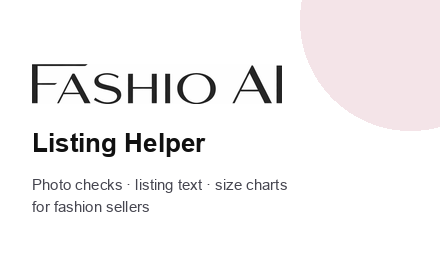 FASHIO AI
Listing Helper
Photo checks · listing text · size charts
for fashion sellers